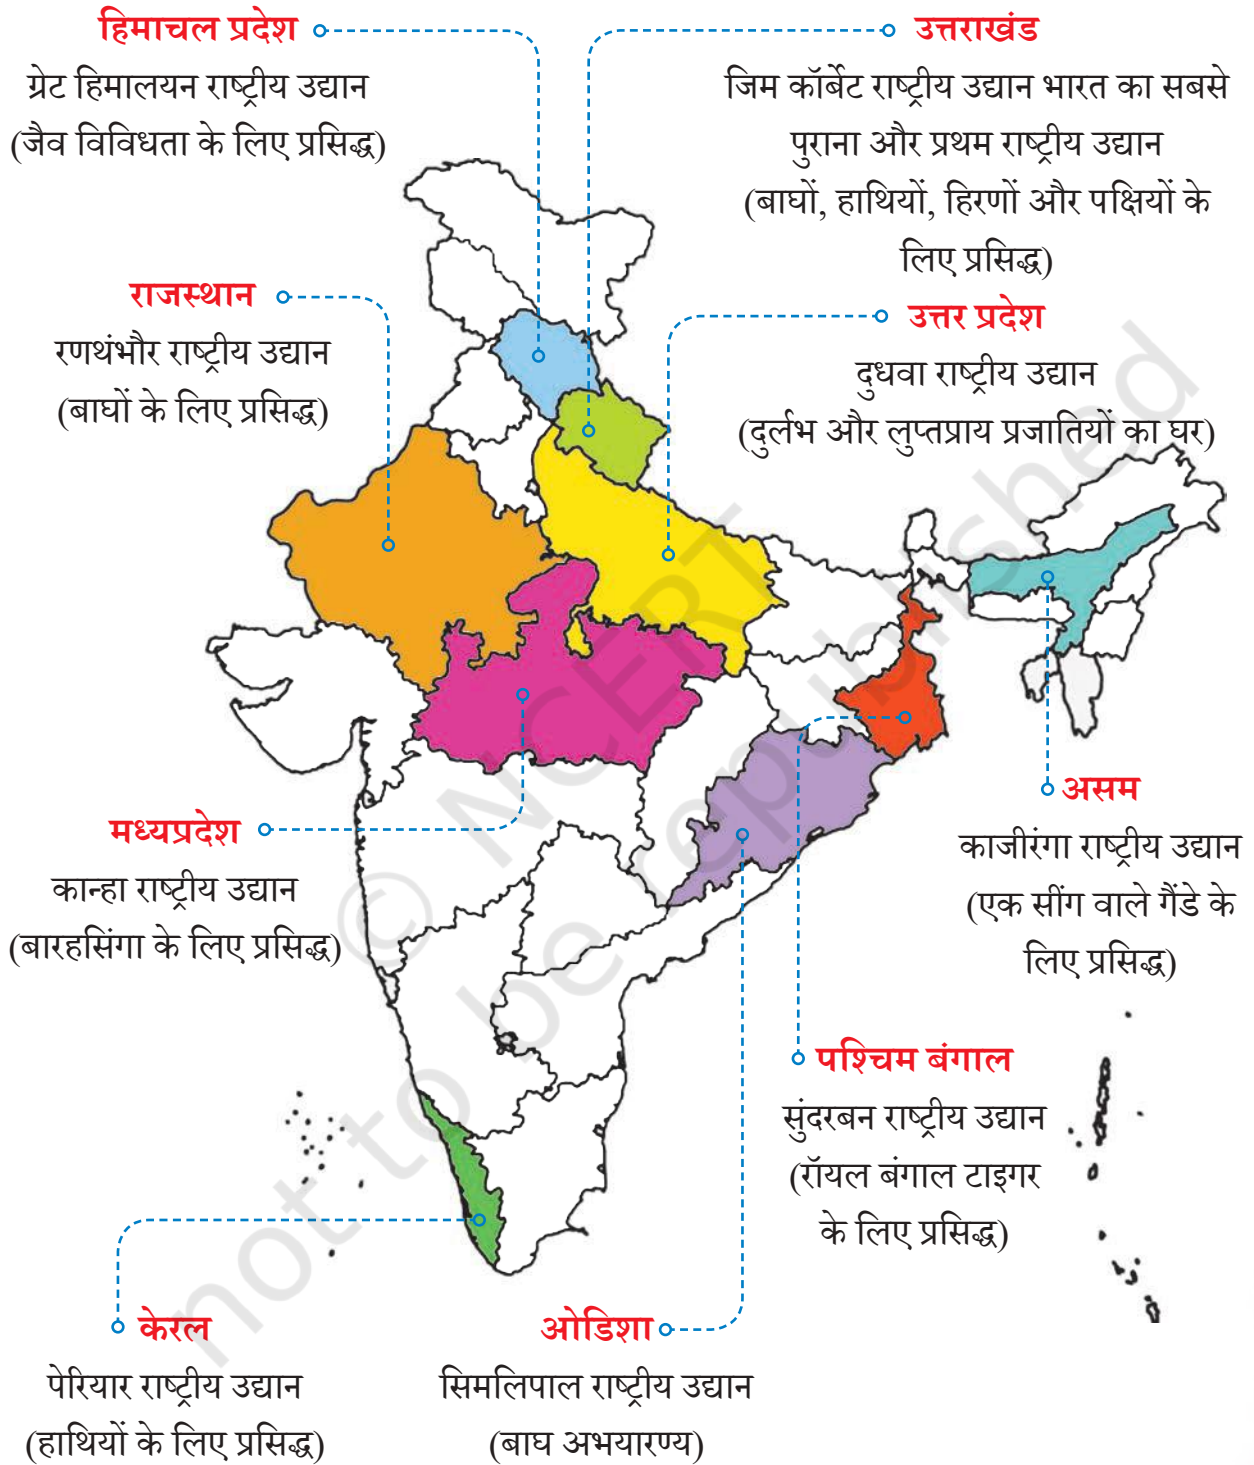 हिमाचल प्रदेश
ग्रेट हिमालयन राष्ट्रीय उद्यान
(जैव विविधता के लिए प्रसिद्ध)
उत्तराखंड
जिम कॉर्बेट राष्ट्रीय उद्यान भारत का सबसे
पुराना और प्रथम राष्ट्रीय उद्यान
(बाघों, हाथियों, हिरणों और पक्षियों के
लिए प्रसिद्ध)
राजस्थान
रणथंभौर राष्ट्रीय उद्यान
(बाघों के लिए प्रसिद्ध)
उत्तर प्रदेश
दुधवा राष्ट्रीय उद्यान
(दुर्लभ और लुप्तप्राय प्रजातियों का घर)
मध्यप्रदेश
कान्हा राष्ट्रीय उद्यान
(बारहसिंगा के लिए प्रसिद्ध)
असम
काजीरंगा राष्ट्रीय उद्यान
(एक सींग वाले गैंडे के
लिए प्रसिद्ध)
पश्चिम बंगाल
सुंदरबन राष्ट्रीय उद्यान
(रॉयल बंगाल टाइगर
के लिए प्रसिद्ध)
केरल
पेरियार राष्ट्रीय उद्यान
(हाथियों के लिए प्रसिद्ध)
ओडिशा
सिमलिपाल राष्ट्रीय उद्यान
(बाघ अभयारण्य)
© NCERT
not to be republished